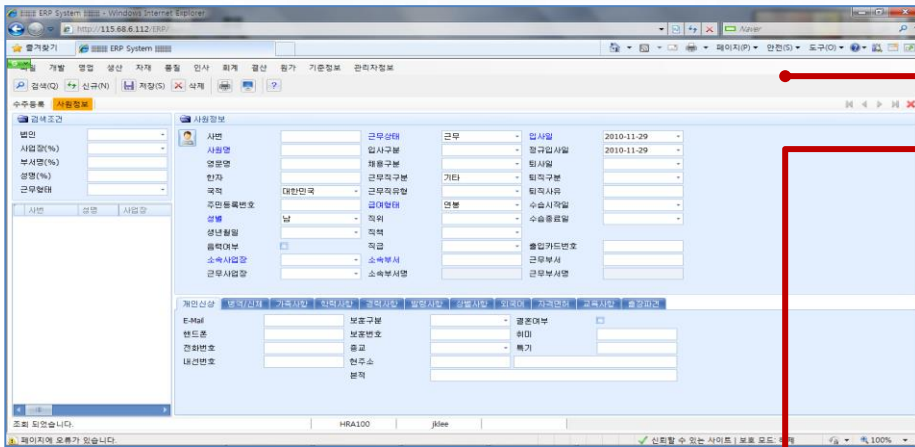 ERP System - Windows Internet Explorer
http://115.68.6.112/ERP/
Naver
즐겨찾기 ERP System 페이지(P) 안전(S) 도구(O)
개발 영업 생산 자재 품질 인사 회계 결산 원가 기준정보 관리자정보
검색(Q) 신규(N) 저장(S) 삭제
수주등록 사원정보
검색조건 사원정보
법인 사번 근무상태 근무 입사일 2010-11-29
사업장(%) 사원명 입사구분 정규입사일 2010-11-29
부서명(%) 영문명 채용구분 퇴사일
성명(%) 한자 근무직구분 기타 퇴직구분
근무형태 국적 대한민국 근무직유형 퇴직사유
사번 성명 사업장 주민등록번호 급여형태 연봉 수습시작일
성별 남 직위 수습종료일
생년월일 직책
음력여부 직급 출입카드번호
소속사업장 소속부서 근무부서
근무사업장 소속부서명 근무부서명
개인신상 병역/신체 가족사항 학력사항 경력사항 발령사항 상벌사항 외국어 자격면허 교육사항 출장파견
E-Mail 보훈구분 결혼여부
핸드폰 보훈번호 취미
전화번호 종교 특기
내선번호 현주소
본적
조회 되었습니다. HRA100 jklee
페이지에 오류가 있습니다. 신뢰할 수 있는 사이트 | 보호 모드: 100%